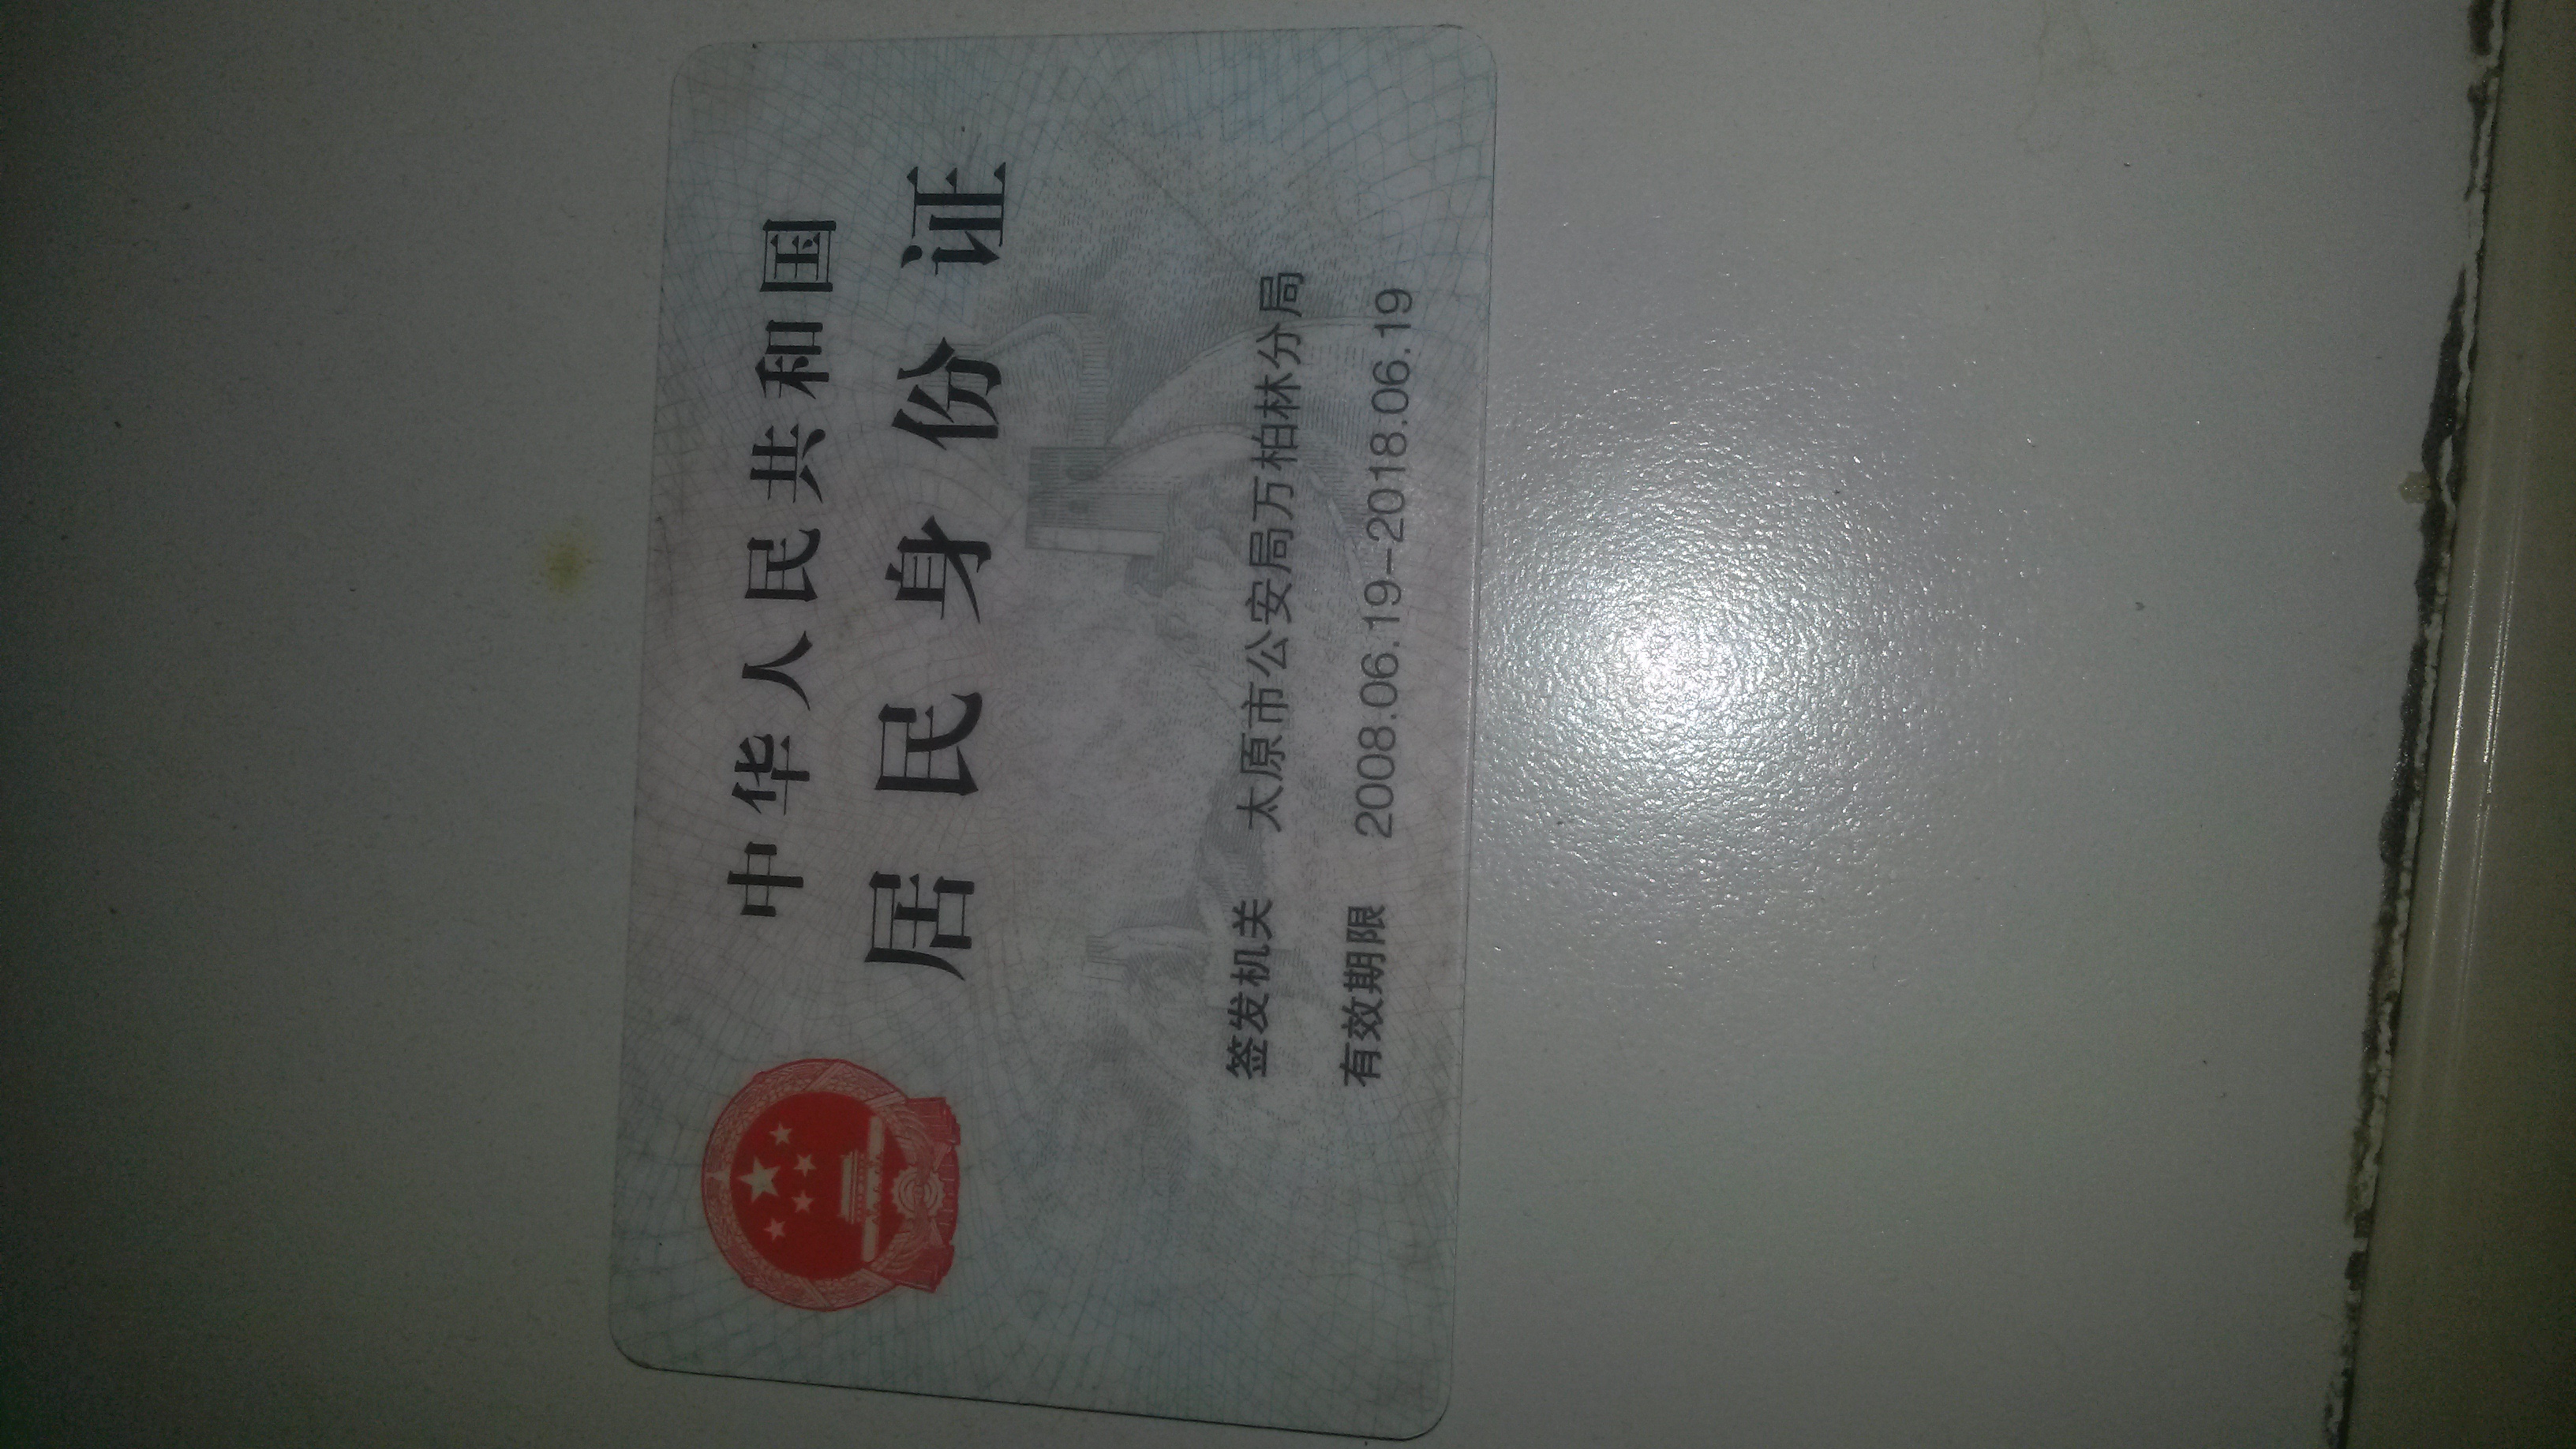 中华人民共和国
居民身份证
签发机关 太原市公安局万柏林分局
有效期限 2008.06.19-2018.06.19